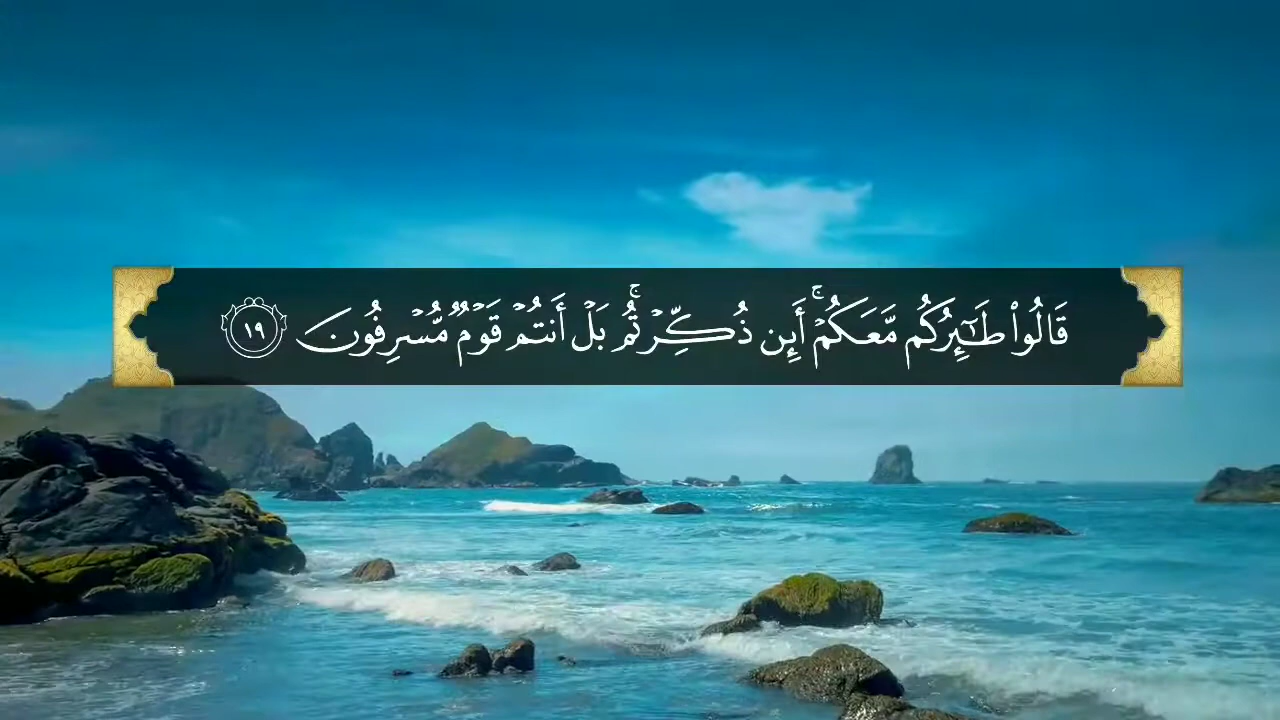 قَالُوا۟ طَـٰٓئِرُكُم مَّعَكُمْ ۚ أَئِن ذُكِّرْتُم ۚ بَلْ أَنتُمْ قَوْمٌ مُّسْرِفُونَ ١٩